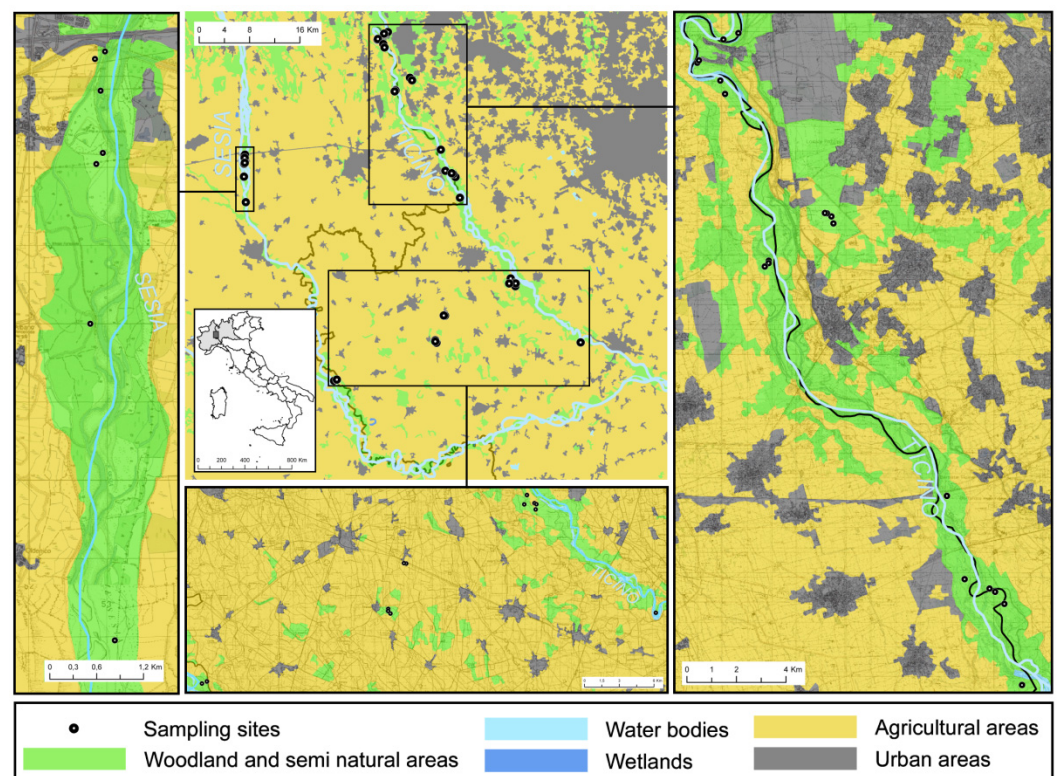 SESIA
0 0,3 0,6 1,2 Km
0 4 8 16 Km
SESIA
TICINO
0 200 400 800 Km
TICINO
TICINO
0 1 2 4 Km
Sampling sites
Water bodies
Agricultural areas
Woodland and semi natural areas
Wetlands
Urban areas